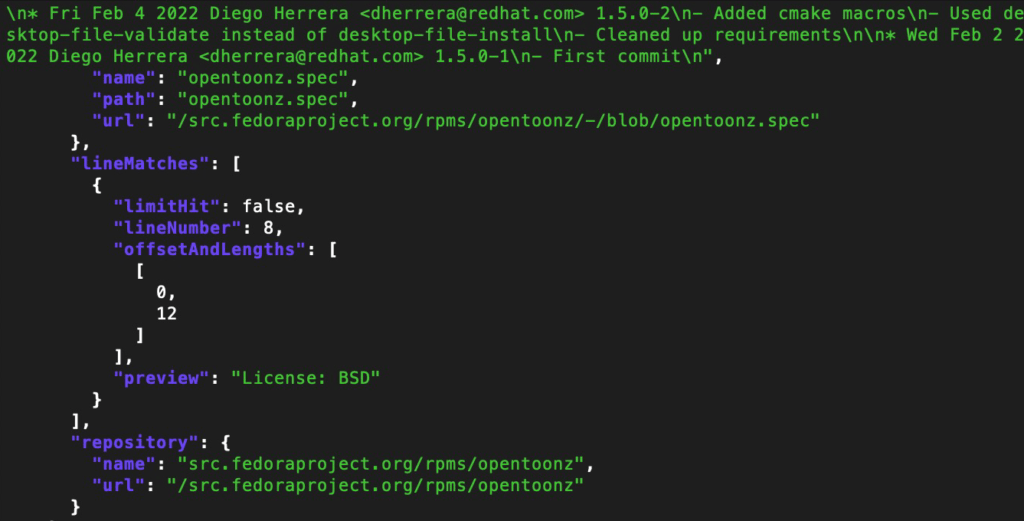 \n* Fri Feb 4 2022 Diego Herrera <dherrera@redhat.com> 1.5.0-2\n- Added cmake macros\n- Used de
sktop-file-validate instead of desktop-file-install\n- Cleaned up requirements\n\n* Wed Feb 2 2
022 Diego Herrera <dherrera@redhat.com> 1.5.0-1\n- First commit\n",
"name": "opentoonz.spec",
"path": "opentoonz.spec",
"url": "/src.fedoraproject.org/rpms/opentoonz/-/blob/opentoonz.spec"
},
"lineMatches": [
{
"limitHit": false,
"lineNumber": 8,
"offsetAndLengths": [
[
0,
12
]
],
"preview": "License: BSD"
}
],
"repository": {
"name": "src.fedoraproject.org/rpms/opentoonz",
"url": "/src.fedoraproject.org/rpms/opentoonz"
}